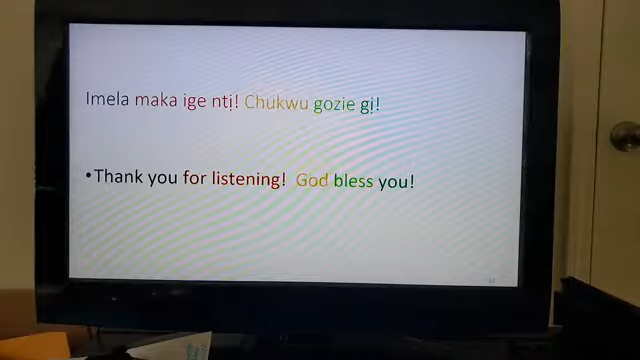 Imela maka ige ntị! Chukwu gozie gị!
•Thank you for listening!  God bless you!